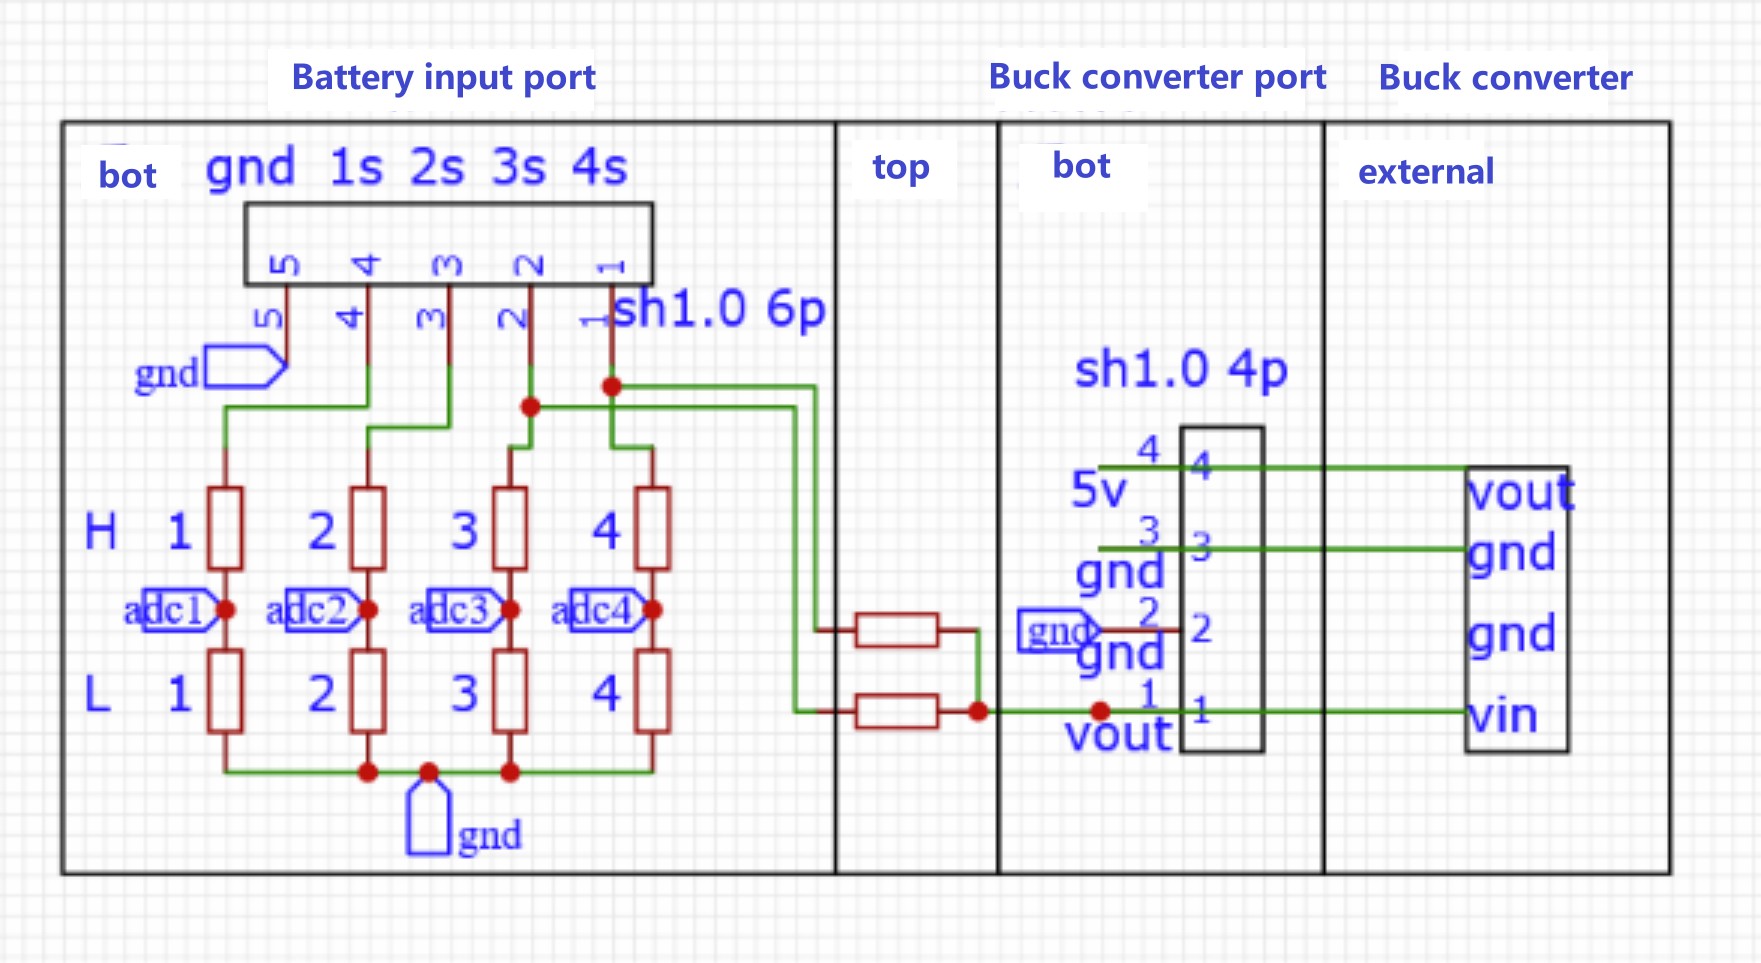 Battery input port
Buck converter port
Buck converter
bot
gnd 1s 2s 3s 4s
top
bot
external
5 4 3 2 1
5 4 3 2 1
sh1.0 6p
gnd
sh1.0 4p
4 4
5v
vout
H 1 2 3 4
3 3
gnd
gnd
adc1 adc2 adc3 adc4
gnd
2 2
gnd
gnd
L 1 2 3 4
1 1
vout
vin
gnd